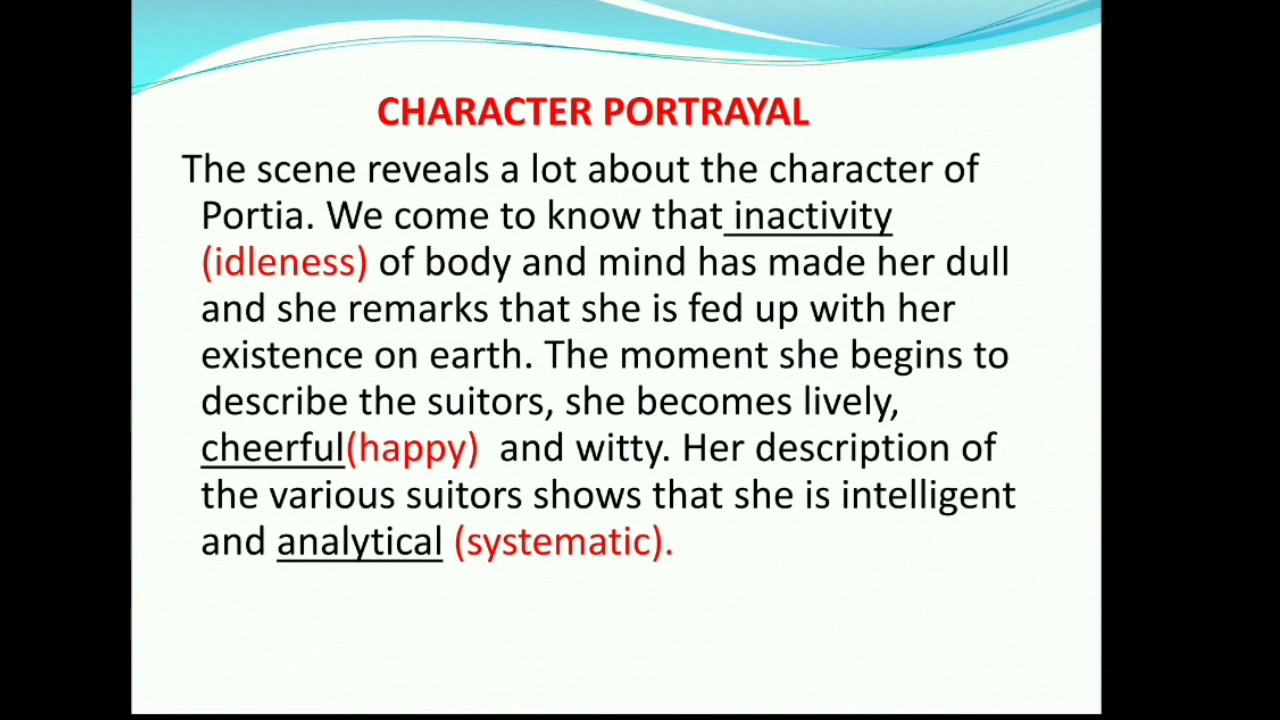 CHARACTER PORTRAYAL
The scene reveals a lot about the character of
Portia. We come to know that inactivity
(idleness) of body and mind has made her dull
and she remarks that she is fed up with her
existence on earth. The moment she begins to
describe the suitors, she becomes lively,
cheerful(happy) and witty. Her description of
the various suitors shows that she is intelligent
and analytical (systematic).